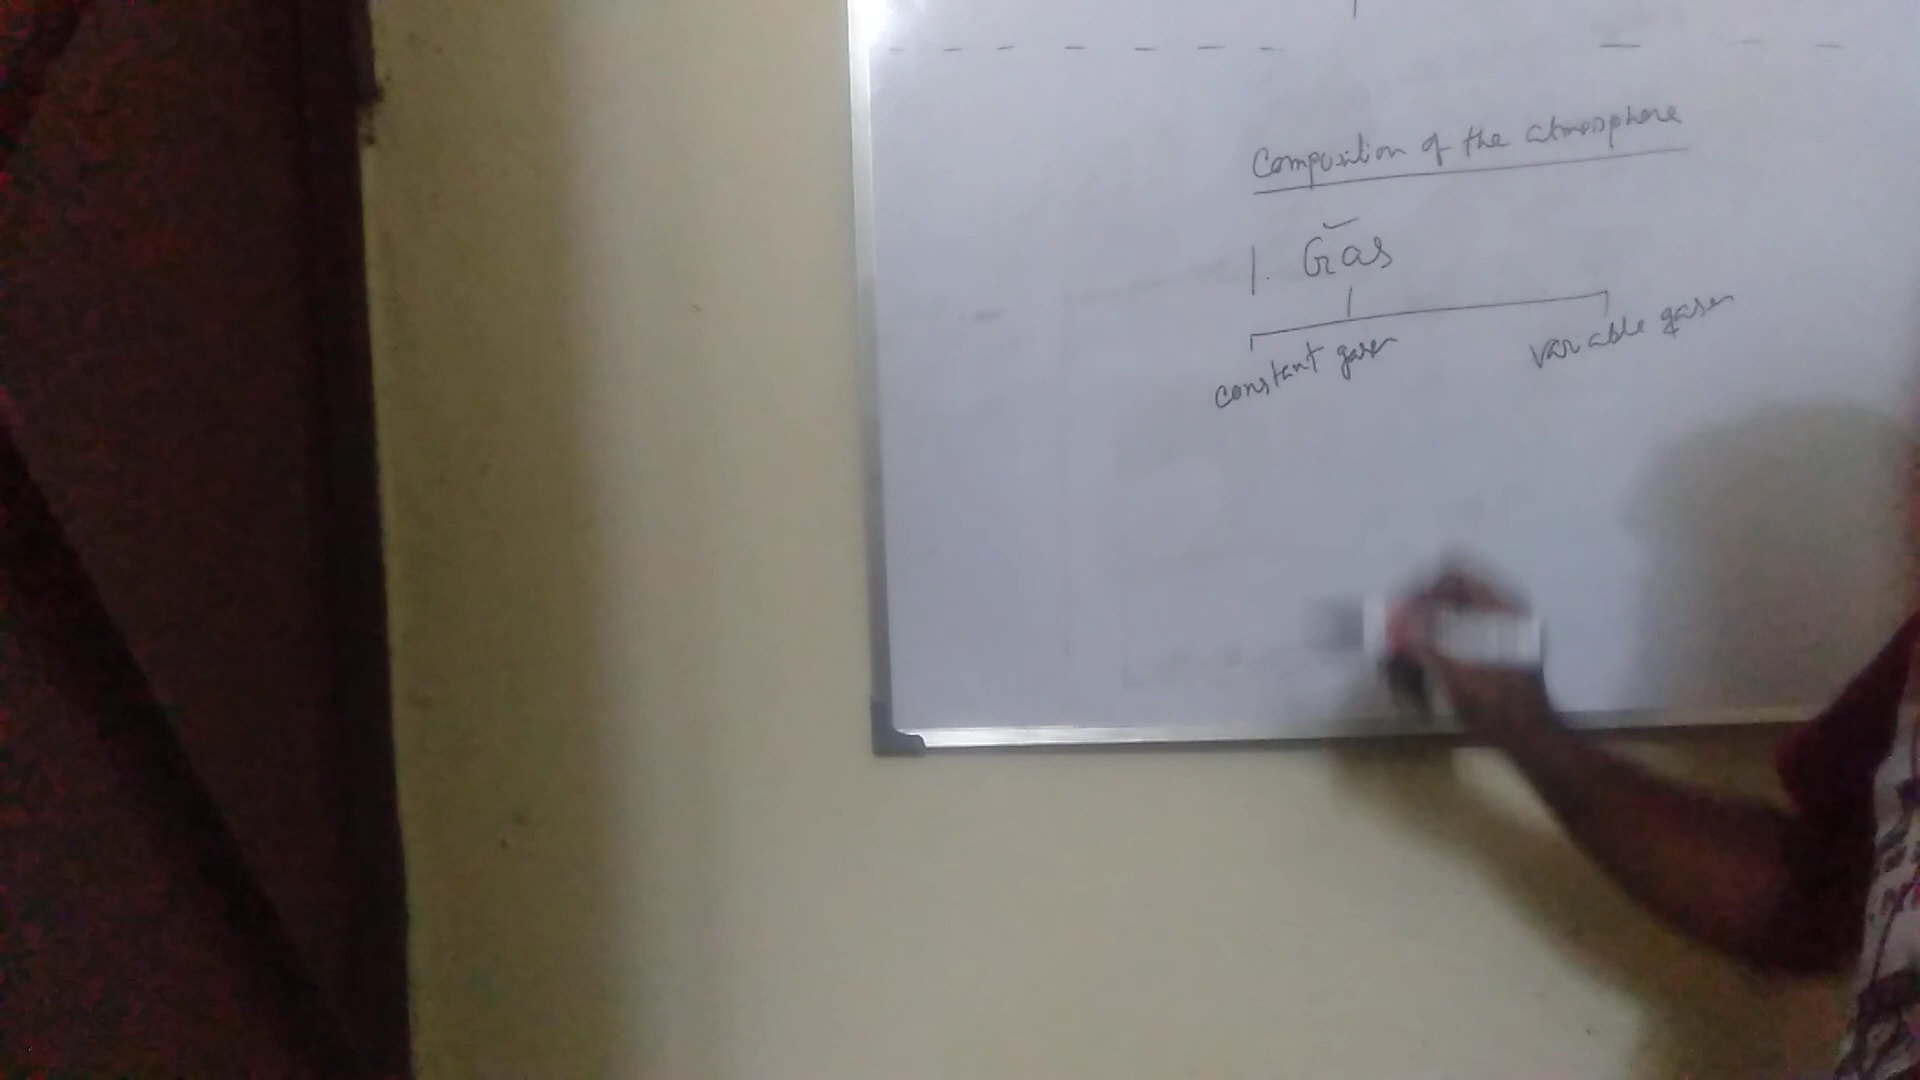 Composition of the atmosphere
1. Gas
constant gases
variable gases